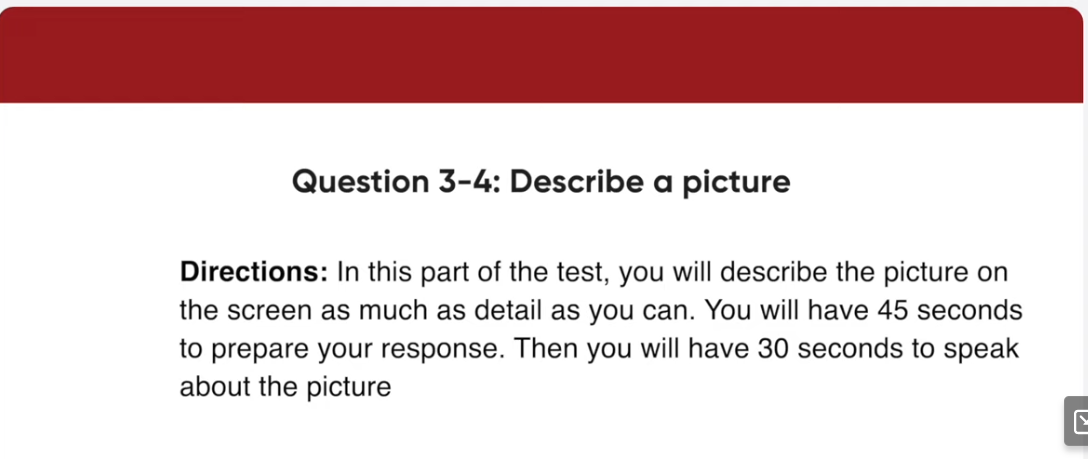 Question 3-4: Describe a picture
Directions: In this part of the test, you will describe the picture on
the screen as much as detail as you can. You will have 45 seconds
to prepare your response. Then you will have 30 seconds to speak
about the picture